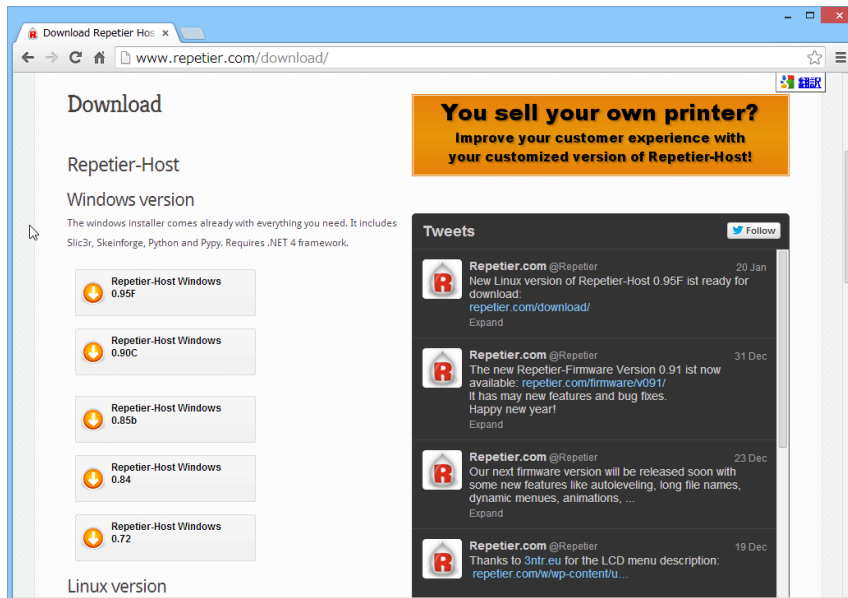 Download Repetier Hos
www.repetier.com/download/
翻訳
Download
Repetier-Host
Windows version
The windows installer comes already with everything you need. It includes
Slic3r, Skeinforge, Python and Pypy. Requires .NET 4 framework.
Repetier-Host Windows
0.95F
Repetier-Host Windows
0.90C
Repetier-Host Windows
0.85b
Repetier-Host Windows
0.84
Repetier-Host Windows
0.72
Linux version
You sell your own printer?
Improve your customer experience with
your customized version of Repetier-Host!
Tweets
Follow
Repetier.com @Repetier 20 Jan
New Linux version of Repetier-Host 0.95F ist ready for
download:
repetier.com/download/
Expand
Repetier.com @Repetier 31 Dec
The new Repetier-Firmware Version 0.91 ist now
available: repetier.com/firmware/v091/
It has may new features and bug fixes.
Happy new year!
Expand
Repetier.com @Repetier 23 Dec
Our next firmware version will be released soon with
some new features like autoleveling, long file names,
dynamic menues, animations, ...
Expand
Repetier.com @Repetier 19 Dec
Thanks to 3ntr.eu for the LCD menu description:
repetier.com/w/wp-content/u…